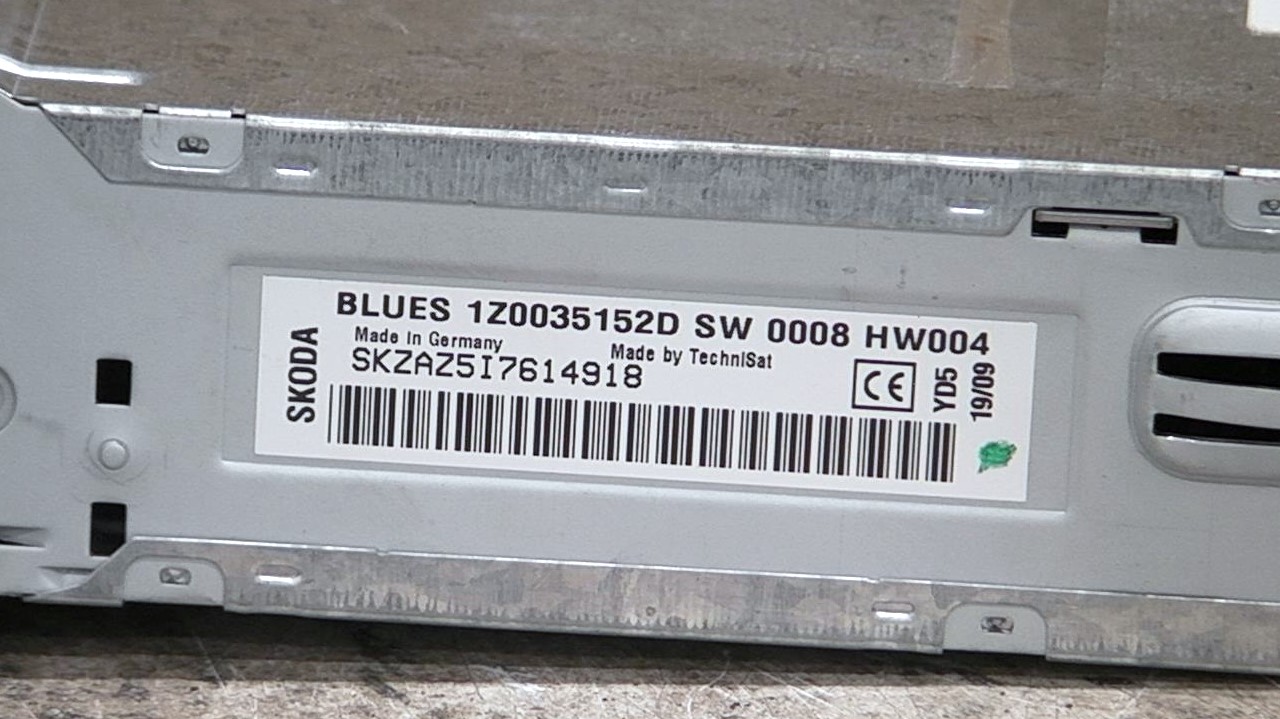 BLUES 1Z0035152D SW 0008 HW004
Made in Germany
Made by TechniSat
SKZAZ5I7614918
SKODA
CE
YD5
19/09